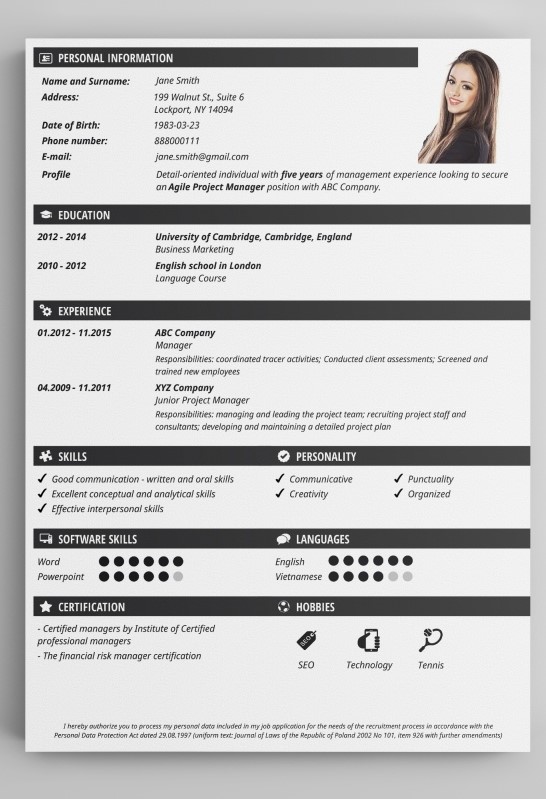 PERSONAL INFORMATION
Name and Surname: Jane Smith
Address: 199 Walnut St., Suite 6
Lockport, NY 14094
Date of Birth: 1983-03-23
Phone number: 888000111
E-mail: jane.smith@gmail.com
Profile Detail-oriented individual with five years of management experience looking to secure
an Agile Project Manager position with ABC Company.
EDUCATION
2012 - 2014 University of Cambridge, Cambridge, England
Business Marketing
2010 - 2012 English school in London
Language Course
EXPERIENCE
01.2012 - 11.2015 ABC Company
Manager
Responsibilities: coordinated tracer activities; Conducted client assessments; Screened and
trained new employees
04.2009 - 11.2011 XYZ Company
Junior Project Manager
Responsibilities: managing and leading the project team; recruiting project staff and
consultants; developing and maintaining a detailed project plan
SKILLS
Good communication - written and oral skills
Excellent conceptual and analytical skills
Effective interpersonal skills
PERSONALITY
Communicative Punctuality
Creativity Organized
SOFTWARE SKILLS
Word
Powerpoint
LANGUAGES
English
Vietnamese
CERTIFICATION
- Certified managers by Institute of Certified
professional managers
- The financial risk manager certification
HOBBIES
SEO
SEO Technology Tennis
I hereby authorize you to process my personal data included in my job application for the needs of the recruitment process in accordance with the
Personal Data Protection Act dated 29.08.1997 (uniform text: Journal of Laws of the Republic of Poland 2002 No 101, item 926 with further amendments)